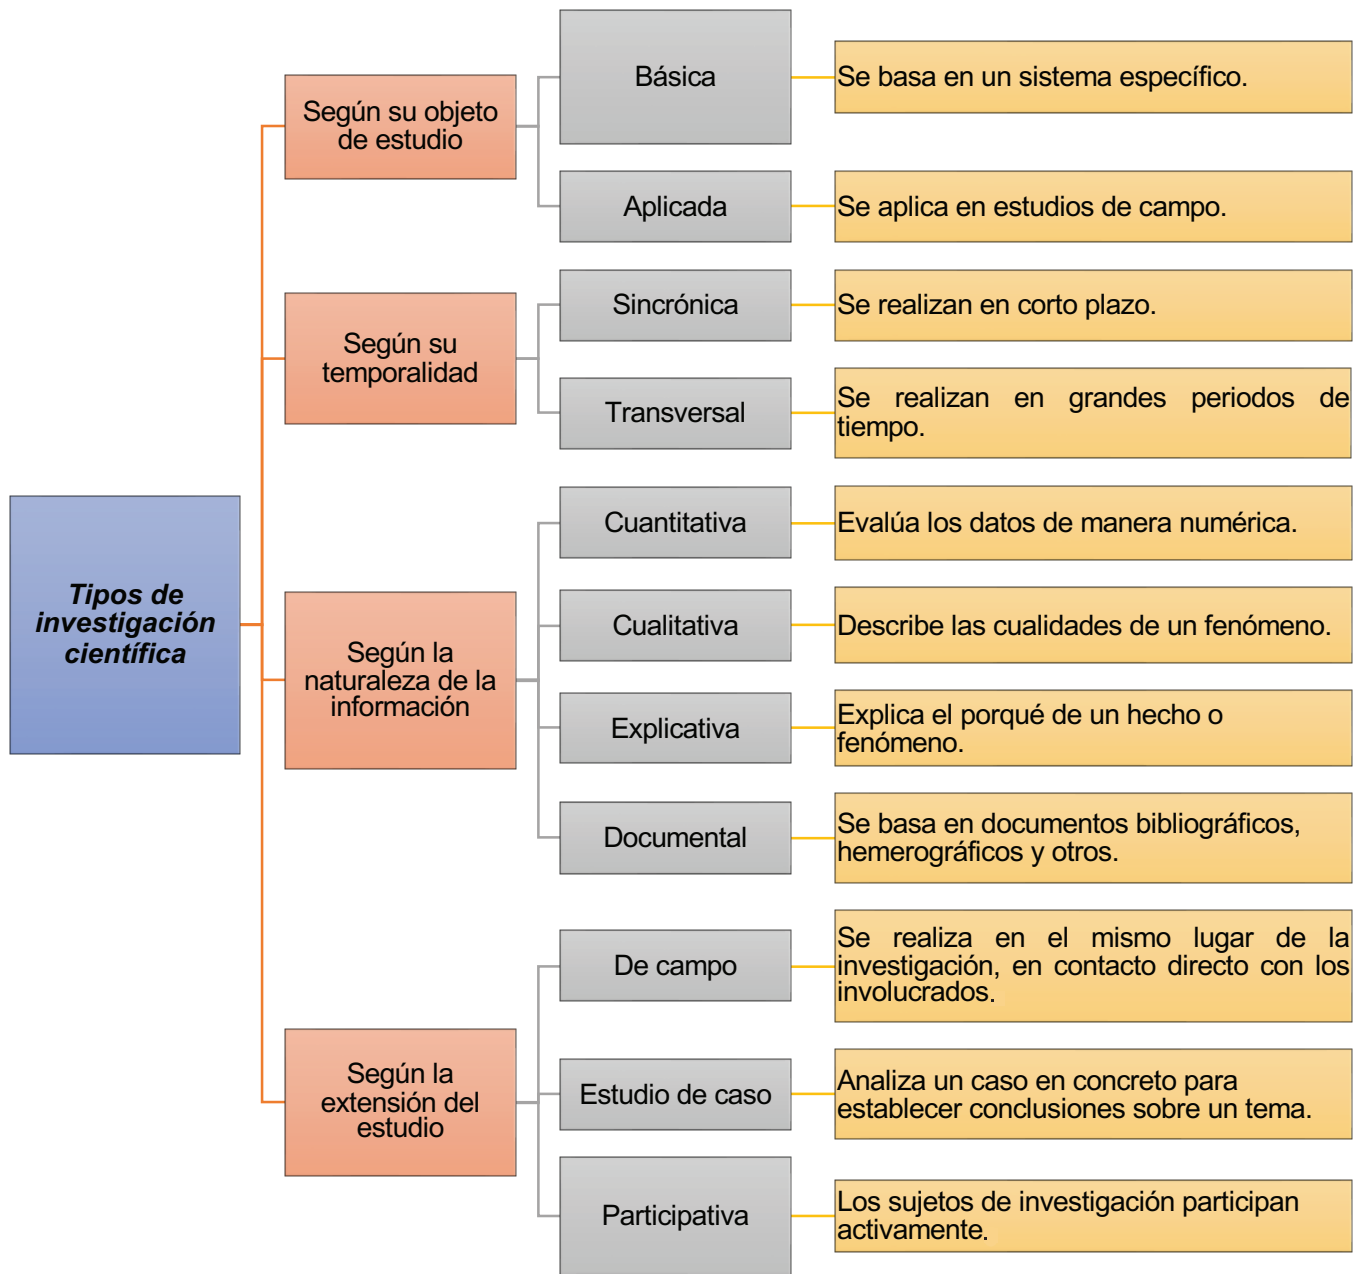 Tipos de
investigación
científica
Según su objeto
de estudio
Básica
Se basa en un sistema específico.
Aplicada
Se aplica en estudios de campo.
Según su
temporalidad
Sincrónica
Se realizan en corto plazo.
Transversal
Se realizan en grandes periodos de
tiempo.
Según la
naturaleza de la
información
Cuantitativa
Evalúa los datos de manera numérica.
Cualitativa
Describe las cualidades de un fenómeno.
Explicativa
Explica el porqué de un hecho o
fenómeno.
Documental
Se basa en documentos bibliográficos,
hemerográficos y otros.
Según la
extensión del
estudio
De campo
Se realiza en el mismo lugar de la
investigación, en contacto directo con los
involucrados.
Estudio de caso
Analiza un caso en concreto para
establecer conclusiones sobre un tema.
Participativa
Los sujetos de investigación participan
activamente.